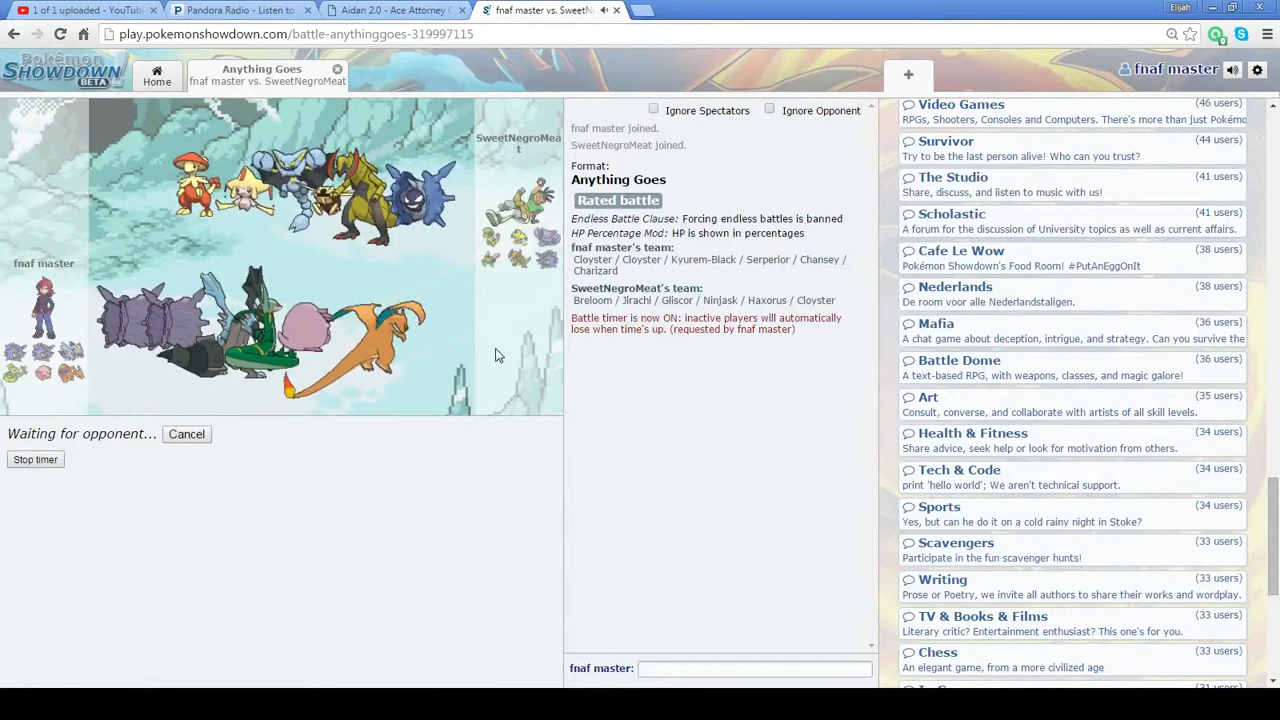 1 of 1 uploaded - YouTub
Pandora Radio - Listen to
Aidan 2.0 - Ace Attorney C
fnaf master vs. SweetN
Elijah
play.pokemonshowdown.com/battle-anythinggoes-319997115
Pokémon
Showdown
BETA
Home
Anything Goes
fnaf master vs. SweetNegroMeat
fnaf master
fnaf master
SweetNegroMea
t
Waiting for opponent... Cancel
Stop timer
Ignore Spectators
Ignore Opponent
fnaf master joined.
SweetNegroMeat joined.
Format:
Anything Goes
Rated battle
Endless Battle Clause: Forcing endless battles is banned
HP Percentage Mod: HP is shown in percentages
fnaf master's team:
Cloyster / Cloyster / Kyurem-Black / Serperior / Chansey /
Charizard
SweetNegroMeat's team:
Breloom / Jirachi / Gliscor / Ninjask / Haxorus / Cloyster
Battle timer is now ON: inactive players will automatically
lose when time's up. (requested by fnaf master)
fnaf master:
Video Games (46 users)
RPGs, Shooters, Consoles and Computers. There's more than just Pokémo
Survivor (44 users)
Try to be the last person alive! Who can you trust?
The Studio (41 users)
Share, discuss, and listen to music with us!
Scholastic (41 users)
A forum for the discussion of University topics as well as current affairs.
Cafe Le Wow (38 users)
Pokémon Showdown's Food Room! #PutAnEggOnIt
Nederlands (38 users)
De room voor alle Nederlandstaligen.
Mafia (36 users)
A chat game about deception, intrigue, and strategy. Can you survive the
Battle Dome (36 users)
A text-based RPG, with weapons, classes, and magic galore!
Art (35 users)
Consult, converse, and collaborate with artists of all skill levels.
Health & Fitness (34 users)
Share advice, seek help or look for motivation from others.
Tech & Code (34 users)
print 'hello world'; We aren't technical support.
Sports (34 users)
Yes, but can he do it on a cold rainy night in Stoke?
Scavengers (33 users)
Participate in the fun scavenger hunts!
Writing (33 users)
Prose or Poetry, we invite all authors to share their works and wordplay.
TV & Books & Films (33 users)
Literary critic? Entertainment enthusiast? This one's for you.
Chess (33 users)
An elegant game, from a more civilized age